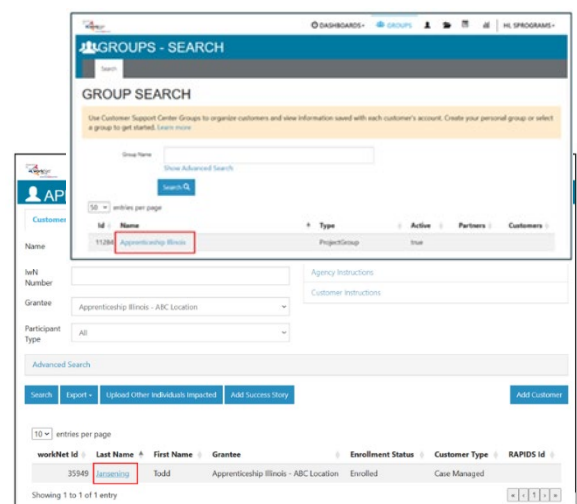 DASHBOARDS GROUPS HI, SPROGRAMS
GROUPS - SEARCH
Search
GROUP SEARCH
Use Customer Support Center Groups to organize customers and view information saved with each customer's account. Create your personal group or select
a group to get started. Learn more
Group Name
Show Advanced Search
Search
50 entries per page
Id Name Type Active Partners Customers
11284 Apprenticeship Illinois ProjectGroup true
AP
Customer
Name
IwN
Number
Agency Instructions
Customer Instructions
Grantee Apprenticeship Illinois - ABC Location
Participant
Type
All
Advanced Search
Search Export Upload Other Individuals Impacted Add Success Story Add Customer
10 entries per page
workNet Id Last Name First Name Grantee Enrollment Status Customer Type RAPIDS Id
35949 Jansening Todd Apprenticeship Illinois - ABC Location Enrolled Case Managed
Showing 1 to 1 of 1 entry
« ‹ 1 › »